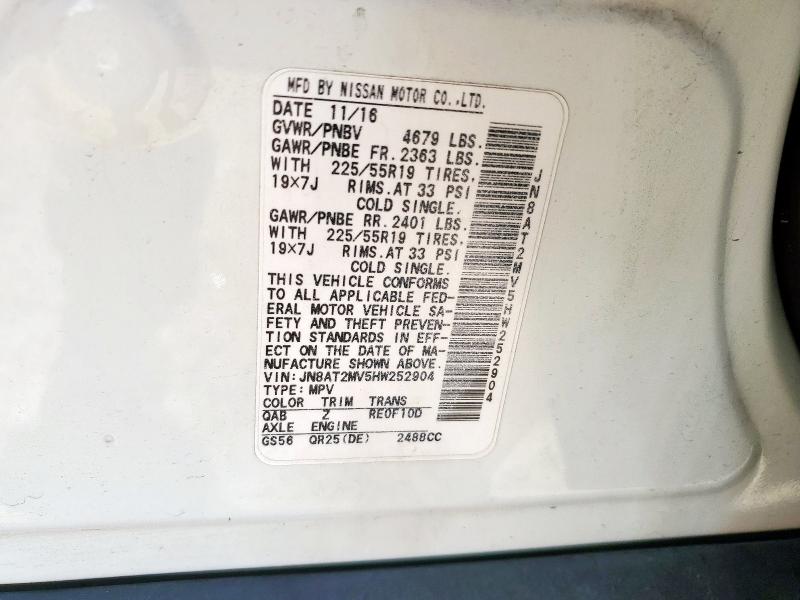 MFD BY NISSAN MOTOR CO.,LTD.
DATE 11/16
GVWR/PNBV 4679 LBS.
GAWR/PNBE FR. 2363 LBS.
WITH 225/55R19 TIRES.
19×7J RIMS. AT 33 PSI
COLD SINGLE.
GAWR/PNBE RR. 2401 LBS.
WITH 225/55R19 TIRES.
19×7J RIMS. AT 33 PSI
COLD SINGLE.
THIS VEHICLE CONFORMS
TO ALL APPLICABLE FED-
ERAL MOTOR VEHICLE SA-
FETY AND THEFT PREVEN-
TION STANDARDS IN EFF-
ECT ON THE DATE OF MA-
NUFACTURE SHOWN ABOVE.
VIN: JN8AT2MV5HW252904
TYPE: MPV
COLOR TRIM TRANS
QAB Z RE0F10D
AXLE ENGINE
GS56 QR25(DE) 2488CC
JN8AT2MV5HW252904